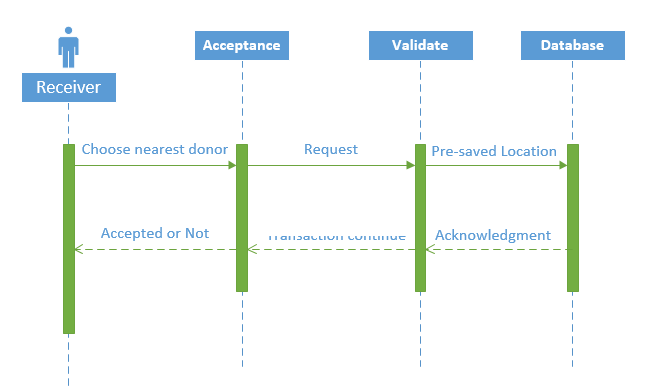 Acceptance
Validate
Database
Receiver
Choose nearest donor
Request
Pre-saved Location
Accepted or Not
Transaction continue
Acknowledgment